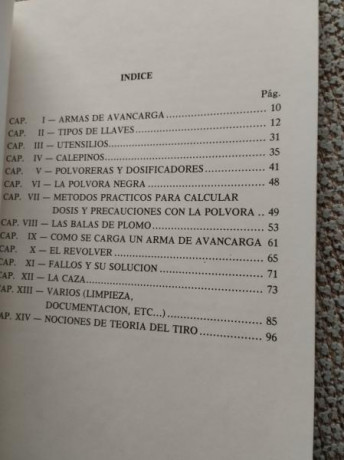 INDICE
Pág.
CAP. I — ARMAS DE AVANCARGA 10
CAP. II — TIPOS DE LLAVES 12
CAP. III — UTENSILIOS 31
CAP. IV — CALEPINOS 35
CAP. V — POLVORERAS Y DOSIFICADORES 41
CAP. VI — LA POLVORA NEGRA 48
CAP. VII — METODOS PRACTICOS PARA CALCULAR
DOSIS Y PRECAUCIONES CON LA POLVORA 49
CAP. VIII — LAS BALAS DE PLOMO 53
CAP. IX — COMO SE CARGA UN ARMA DE AVANCARGA 61
CAP. X — EL REVOLVER 65
CAP. XI — FALLOS Y SU SOLUCION 71
CAP. XII — LA CAZA 73
CAP. XIII — VARIOS (LIMPIEZA,
DOCUMENTACION, ETC...) 85
CAP. XIV — NOCIONES DE TEORIA DEL TIRO 96